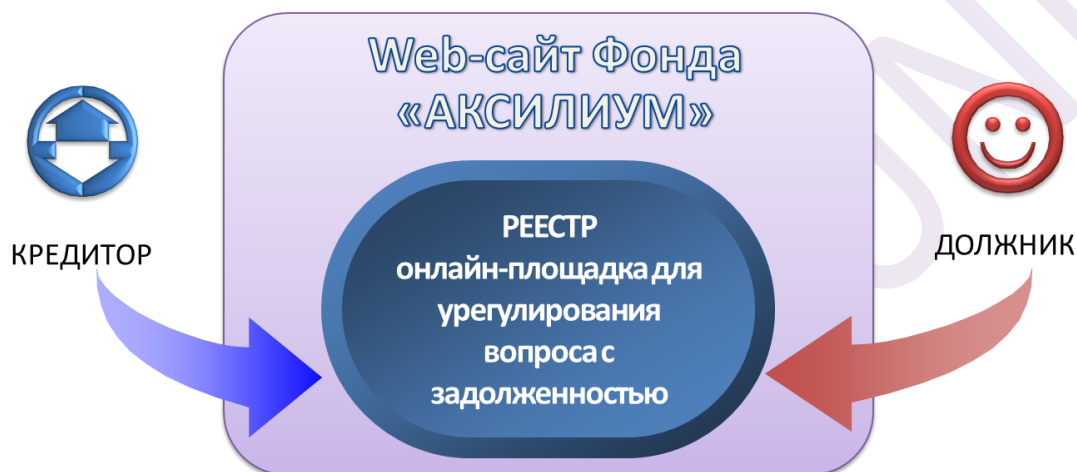 Web-сайт Фонда
«АКСИЛИУМ»
КРЕДИТОР
РЕЕСТР
онлайн-площадка для
урегулирования
вопроса с
задолженностью
ДОЛЖНИК